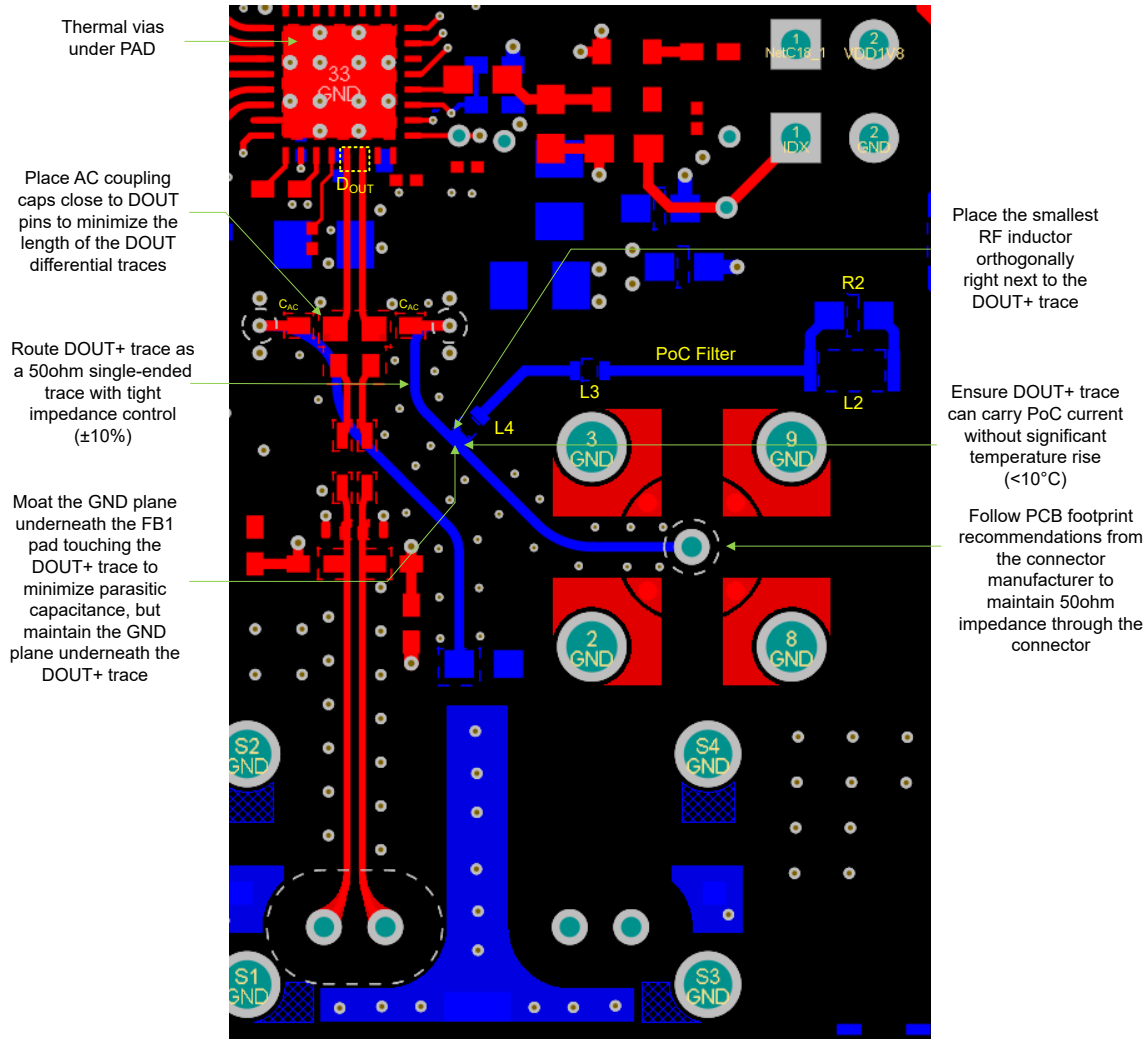 Thermal vias
under PAD
Place AC coupling
caps close to DOUT
pins to minimize the
length of the DOUT
differential traces
Route DOUT+ trace as
a 50ohm single-ended
trace with tight
impedance control
(±10%)
Moat the GND plane
underneath the FB1
pad touching the
DOUT+ trace to
minimize parasitic
capacitance, but
maintain the GND
plane underneath the
DOUT+ trace
33
GND
DOUT
CAC
CAC
1
NetC18_1
2
VDD1V8
1
IDX
2
GND
R2
PoC Filter
L3
L2
L4
3
GND
9
GND
2
GND
8
GND
S2
GND
S4
GND
S1
GND
S3
GND
Place the smallest
RF inductor
orthogonally
right next to the
DOUT+ trace
Ensure DOUT+ trace
can carry PoC current
without significant
temperature rise
(<10°C)
Follow PCB footprint
recommendations from
the connector
manufacturer to
maintain 50ohm
impedance through the
connector